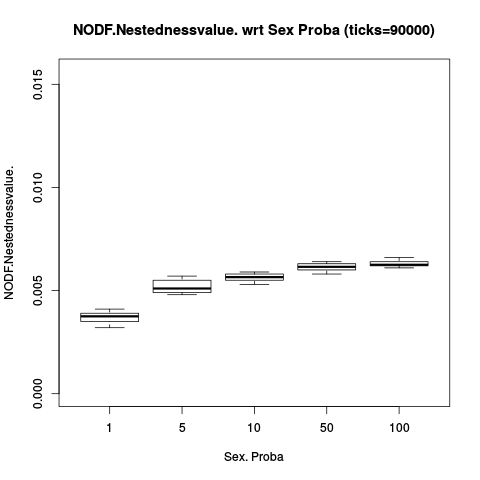 NODF.Nestednessvalue. wrt Sex Proba (ticks=90000)
NODF.Nestednessvalue.
0.015
0.010
0.005
0.000
1 5 10 50 100
Sex. Proba